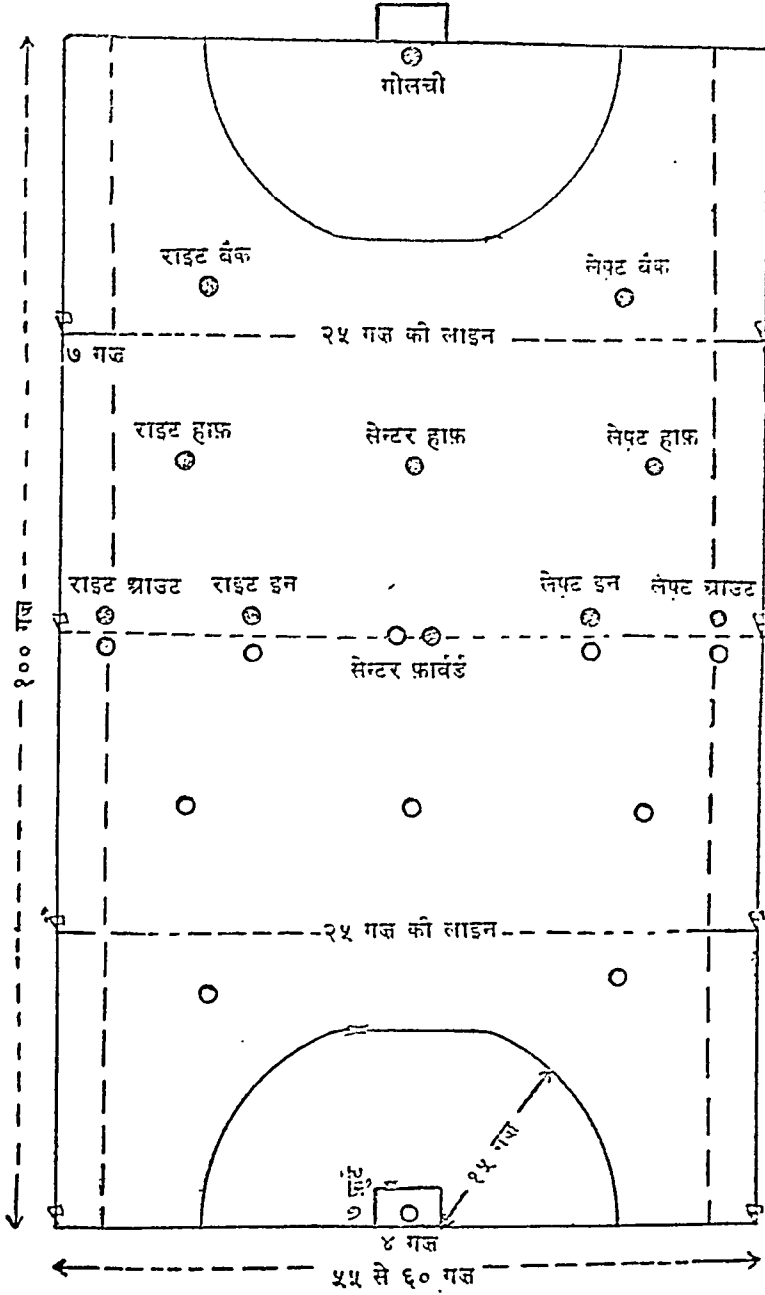 गोलची
राइट बैक
लेफ्ट बैक
२५ गज़ की लाइन
७ गज़
राइट हाफ़
सेन्टर हाफ़
लेफ्ट हाफ़
राइट आउट
राइट इन
लेफ्ट इन
लेफ्ट आउट
सेन्टर फ़ार्वर्ड
१०० गज़
२५ गज़ की लाइन
१५ गज़
४ गज़
५५ से ६० गज़